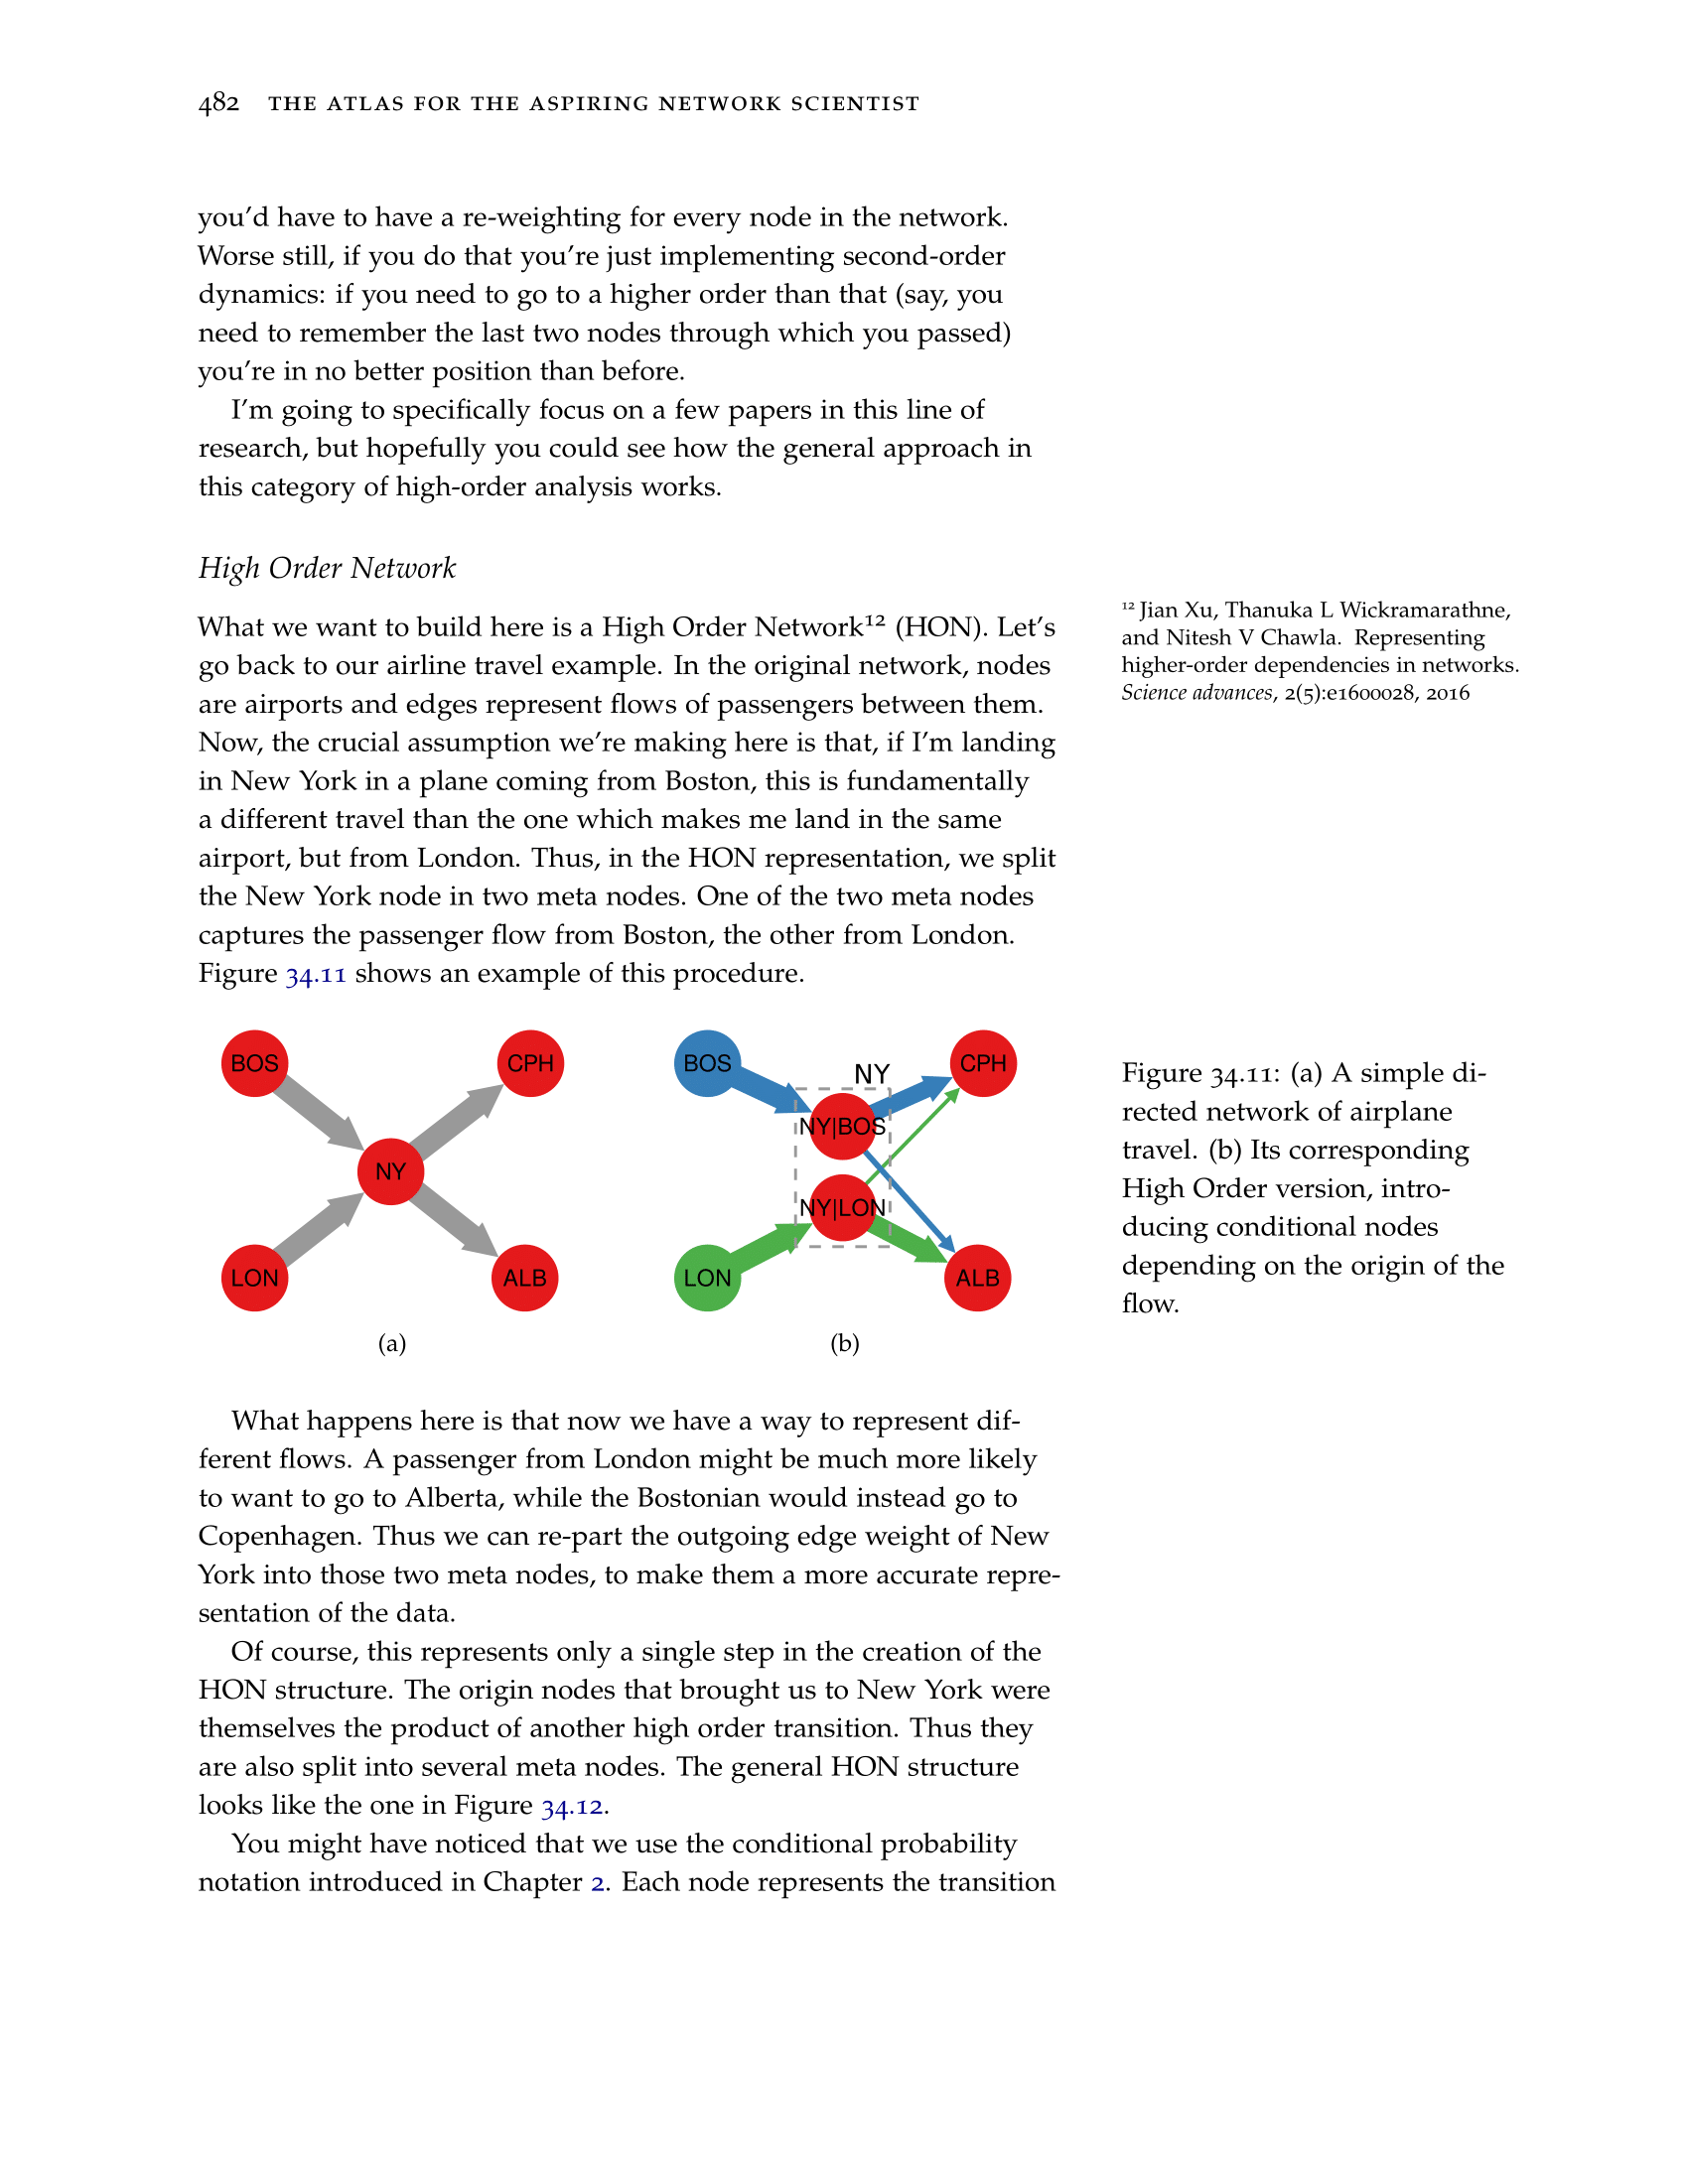 482 THE ATLAS FOR THE ASPIRING NETWORK SCIENTIST
you'd have to have a re-weighting for every node in the network.
Worse still, if you do that you're just implementing second-order
dynamics: if you need to go to a higher order than that (say, you
need to remember the last two nodes through which you passed)
you're in no better position than before.
I'm going to specifically focus on a few papers in this line of
research, but hopefully you could see how the general approach in
this category of high-order analysis works.
High Order Network
What we want to build here is a High Order Network¹² (HON). Let's
go back to our airline travel example. In the original network, nodes
are airports and edges represent flows of passengers between them.
Now, the crucial assumption we're making here is that, if I'm landing
in New York in a plane coming from Boston, this is fundamentally
a different travel than the one which makes me land in the same
airport, but from London. Thus, in the HON representation, we split
the New York node in two meta nodes. One of the two meta nodes
captures the passenger flow from Boston, the other from London.
Figure 34.11 shows an example of this procedure.
¹² Jian Xu, Thanuka L Wickramarathne,
and Nitesh V Chawla. Representing
higher-order dependencies in networks.
Science advances, 2(5):e1600028, 2016
BOS
CPH
NY
LON
ALB
(a)
BOS
NY
CPH
NY|BOS
NY|LON
LON
ALB
(b)
Figure 34.11: (a) A simple di-
rected network of airplane
travel. (b) Its corresponding
High Order version, intro-
ducing conditional nodes
depending on the origin of the
flow.
What happens here is that now we have a way to represent dif-
ferent flows. A passenger from London might be much more likely
to want to go to Alberta, while the Bostonian would instead go to
Copenhagen. Thus we can re-part the outgoing edge weight of New
York into those two meta nodes, to make them a more accurate repre-
sentation of the data.
Of course, this represents only a single step in the creation of the
HON structure. The origin nodes that brought us to New York were
themselves the product of another high order transition. Thus they
are also split into several meta nodes. The general HON structure
looks like the one in Figure 34.12.
You might have noticed that we use the conditional probability
notation introduced in Chapter 2. Each node represents the transition